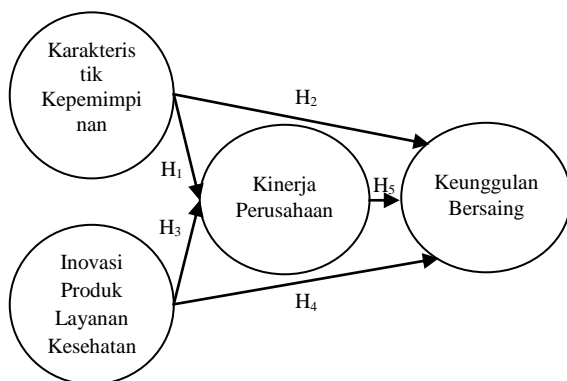 Karakteris
tik
Kepemimpi
nan
H2
H1
Kinerja
Perusahaan
H5
Keunggulan
Bersaing
H3
Inovasi
Produk
Layanan
Kesehatan
H4